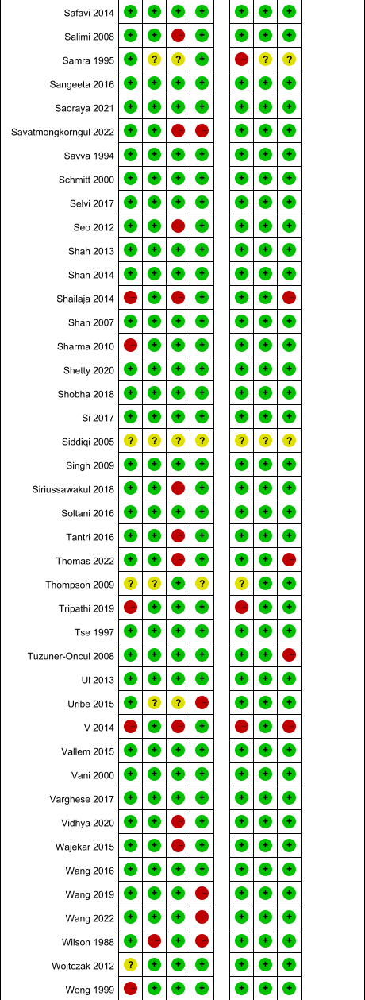 Safavi 2014 + + + + + + +
Salimi 2008 + + - + + + +
Samra 1995 + ? ? + - ? ?
Sangeeta 2016 + + + + + + +
Saoraya 2021 + + + + + + +
Savatmongkorngul 2022 + + - - + + +
Savva 1994 + + + + + + +
Schmitt 2000 + + + + + + +
Selvi 2017 + + + + + + +
Seo 2012 + + - + + + +
Shah 2013 + + + + + + +
Shah 2014 + + + + + + +
Shailaja 2014 - + - + + + -
Shan 2007 + + + + + + +
Sharma 2010 - + + + + + +
Shetty 2020 + + + + + + +
Shobha 2018 + + + + + + +
Si 2017 + + + + + + +
Siddiqi 2005 ? ? ? ? ? ? ?
Singh 2009 + + + + + + +
Siriussawakul 2018 + + - + + + +
Soltani 2016 + + + + + + +
Tantri 2016 + + - + + + +
Thomas 2022 + + - + + + -
Thompson 2009 ? ? + ? ? + +
Tripathi 2019 - + + + - + +
Tse 1997 + + + + + + +
Tuzuner-Oncul 2008 + + + + + + -
Ul 2013 + + + + + + +
Uribe 2015 + ? ? - + + +
V 2014 - + - + - + -
Vallem 2015 + + + + + + +
Vani 2000 + + + + + + +
Varghese 2017 + + + + + + +
Vidhya 2020 + + - + + + +
Wajekar 2015 + + - + + + +
Wang 2016 + + + + + + +
Wang 2019 + + + - + + +
Wang 2022 + + + - + + +
Wilson 1988 + - + - + + +
Wojtczak 2012 ? + + + + + +
Wong 1999 - + + + + + +